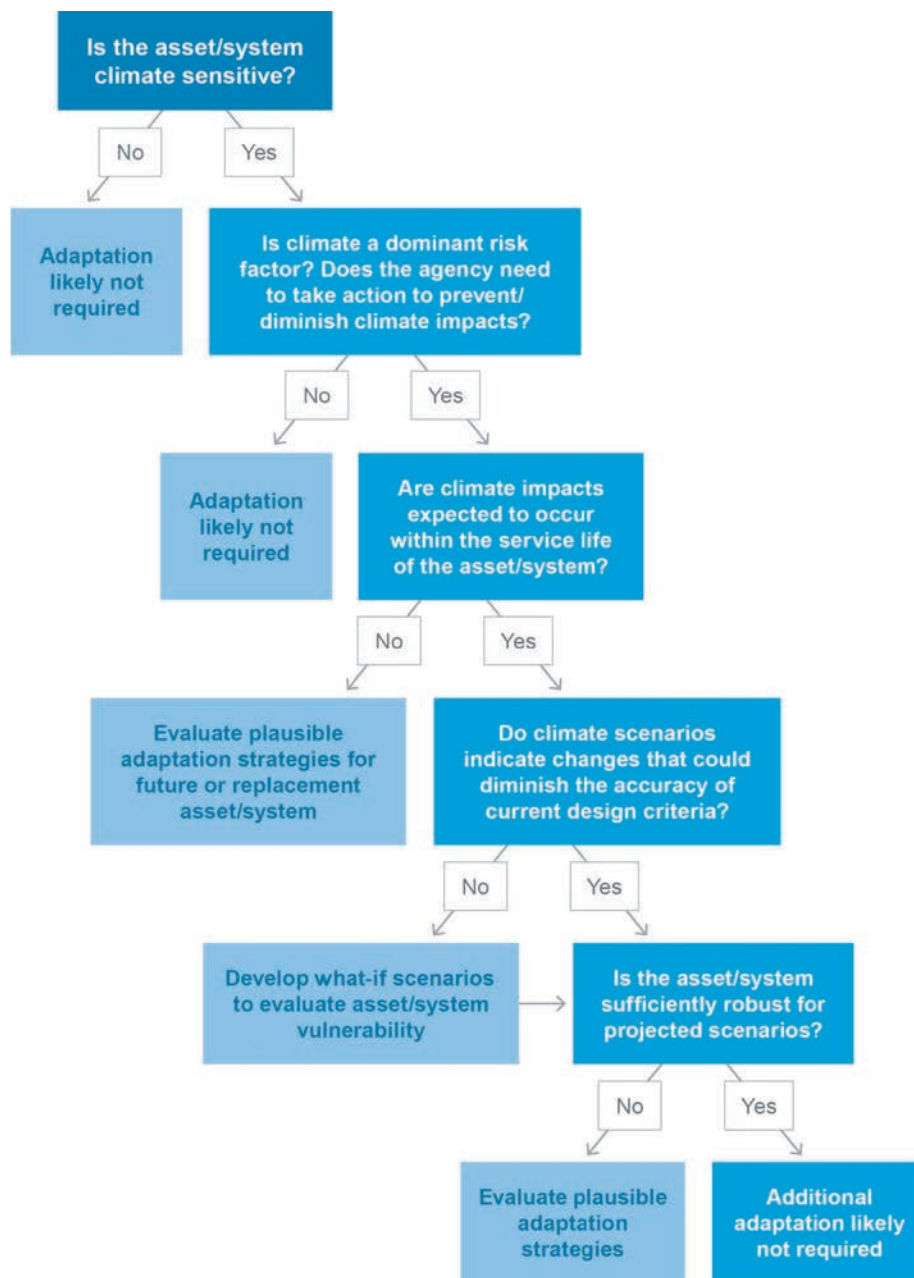 Is the asset/system
climate sensitive?
No
Yes
Adaptation
likely not
required
Is climate a dominant risk
factor? Does the agency need
to take action to prevent/
diminish climate impacts?
No
Yes
Adaptation
likely not
required
Are climate impacts
expected to occur
within the service life
of the asset/system?
No
Yes
Evaluate plausible
adaptation strategies for
future or replacement
asset/system
Do climate scenarios
indicate changes that could
diminish the accuracy of
current design criteria?
No
Yes
Develop what-if scenarios
to evaluate asset/system
vulnerability
Is the asset/system
sufficiently robust for
projected scenarios?
No
Yes
Evaluate plausible
adaptation
strategies
Additional
adaptation likely
not required